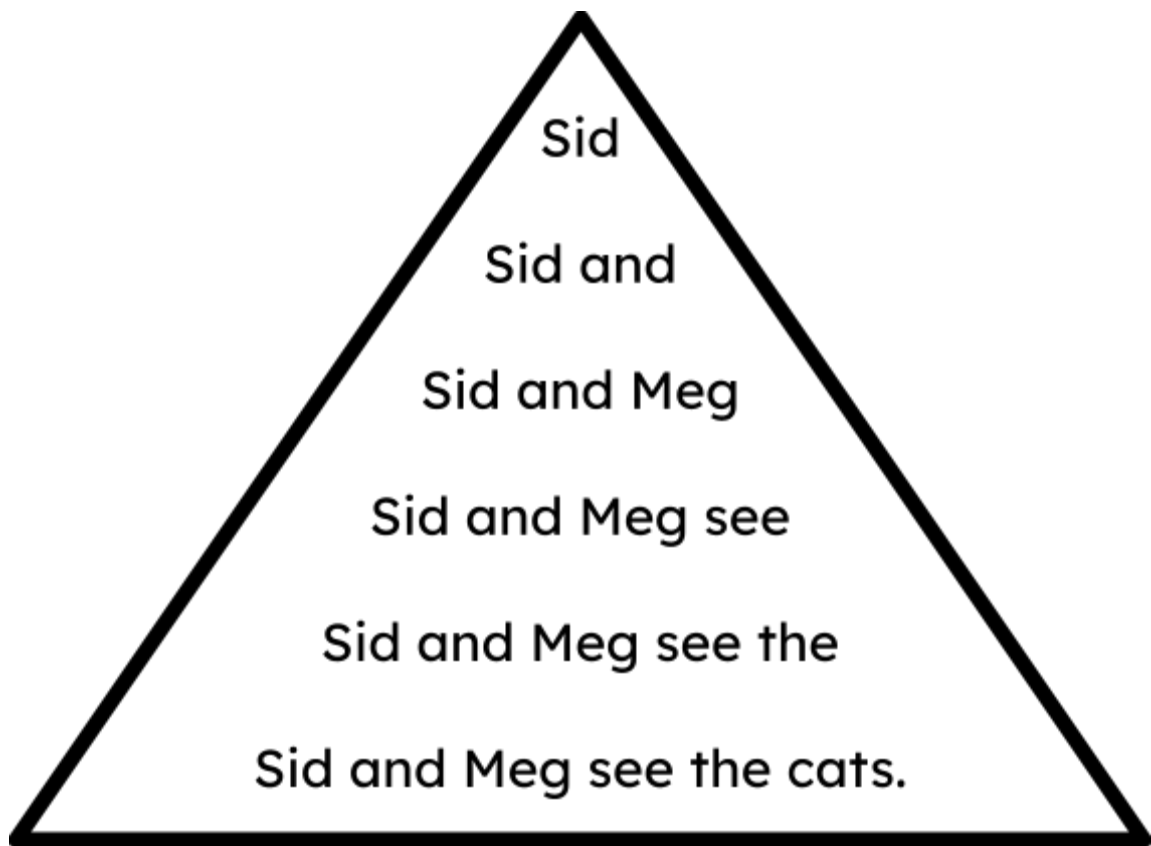 Sid
Sid and
Sid and Meg
Sid and Meg see
Sid and Meg see the
Sid and Meg see the cats.